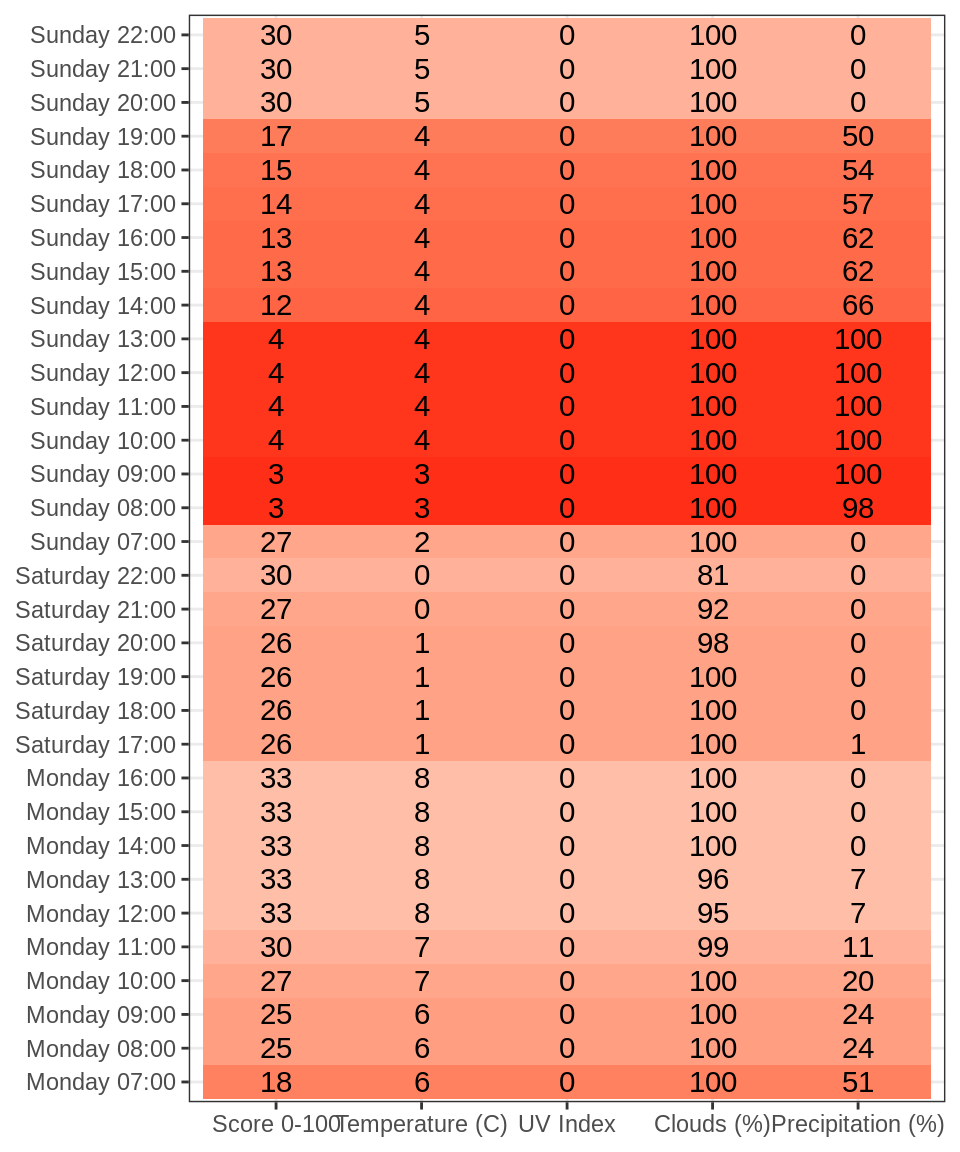 Sunday 22:00 30 5 0 100 0
Sunday 21:00 30 5 0 100 0
Sunday 20:00 30 5 0 100 0
Sunday 19:00 17 4 0 100 50
Sunday 18:00 15 4 0 100 54
Sunday 17:00 14 4 0 100 57
Sunday 16:00 13 4 0 100 62
Sunday 15:00 13 4 0 100 62
Sunday 14:00 12 4 0 100 66
Sunday 13:00 4 4 0 100 100
Sunday 12:00 4 4 0 100 100
Sunday 11:00 4 4 0 100 100
Sunday 10:00 4 4 0 100 100
Sunday 09:00 3 3 0 100 100
Sunday 08:00 3 3 0 100 98
Sunday 07:00 27 2 0 100 0
Saturday 22:00 30 0 0 81 0
Saturday 21:00 27 0 0 92 0
Saturday 20:00 26 1 0 98 0
Saturday 19:00 26 1 0 100 0
Saturday 18:00 26 1 0 100 0
Saturday 17:00 26 1 0 100 1
Monday 16:00 33 8 0 100 0
Monday 15:00 33 8 0 100 0
Monday 14:00 33 8 0 100 0
Monday 13:00 33 8 0 96 7
Monday 12:00 33 8 0 95 7
Monday 11:00 30 7 0 99 11
Monday 10:00 27 7 0 100 20
Monday 09:00 25 6 0 100 24
Monday 08:00 25 6 0 100 24
Monday 07:00 18 6 0 100 51
Score 0-100 Temperature (C) UV Index Clouds (%) Precipitation (%)